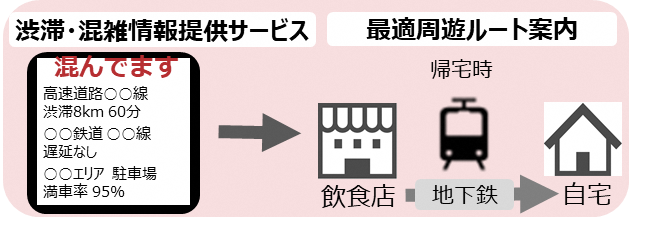 渋滞・混雑情報提供サービス
最適周遊ルート案内
混んでます
高速道路○○線
渋滞8km 60分
○○鉄道 ○○線
遅延なし
○○エリア 駐車場
満車率 95%
帰宅時
飲食店
地下鉄
自宅